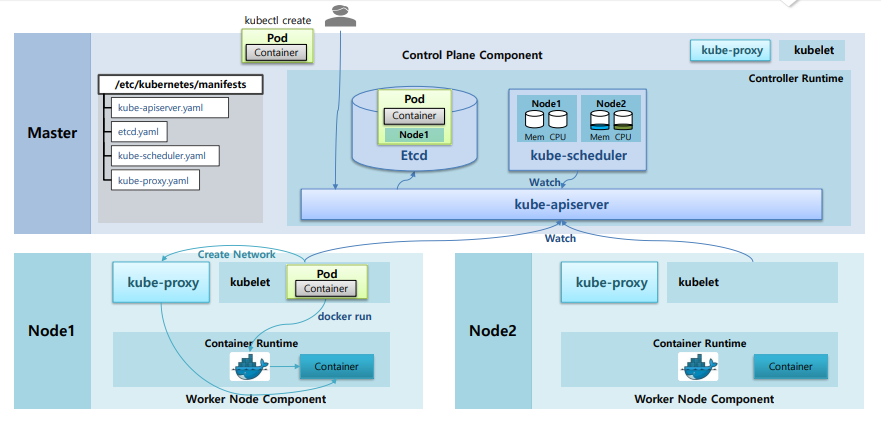 kubectl create
Pod
Container
Control Plane Component
kube-proxy
kubelet
Controller Runtime
Master
/etc/kubernetes/manifests
kube-apiserver.yaml
etcd.yaml
kube-scheduler.yaml
kube-proxy.yaml
Pod
Container
Node1
Etcd
Node1
Mem CPU
Node2
Mem CPU
kube-scheduler
Watch
kube-apiserver
Watch
Create Network
Node1
kube-proxy
kubelet
Pod
Container
docker run
Container Runtime
Container
Worker Node Component
Node2
kube-proxy
kubelet
Container Runtime
Container
Worker Node Component